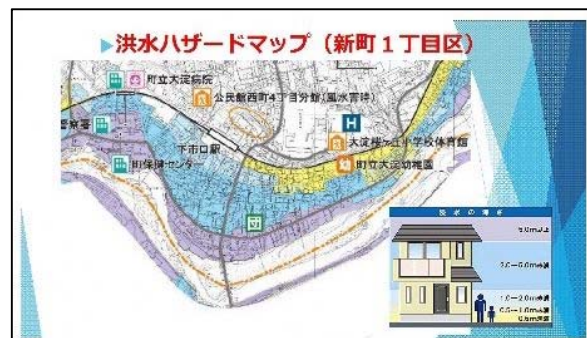 洪水ハザードマップ（新町１丁目区）
町立大淀病院
公民館西町4丁目分館(風水害時)
警察署
H
下市口駅
大淀桜ヶ丘小学校体育館
町保健センター
町立大淀幼稚園
団
浸水の深さ
5.0m以上
2.0～5.0m未満
1.0～2.0m未満
0.5～1.0m未満
0.5m未満